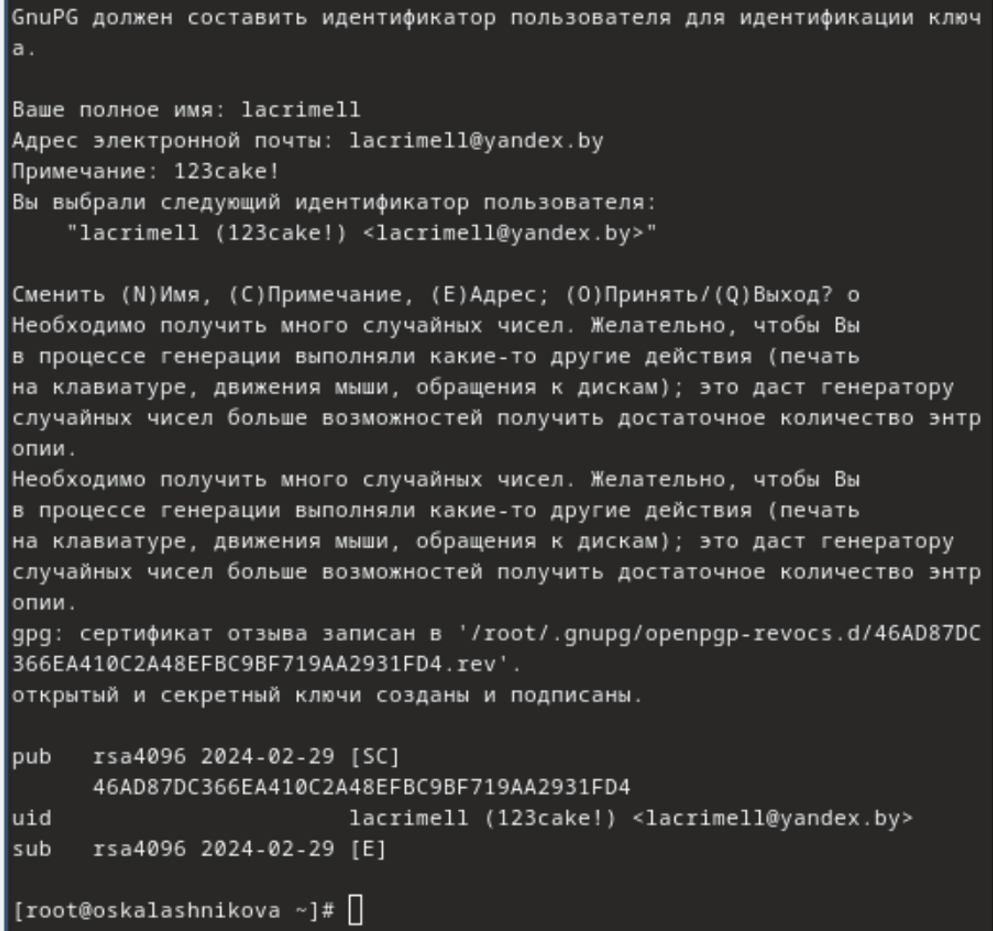 GnuPG должен составить идентификатор пользователя для идентификации ключ
а.
Ваше полное имя: lacrimell
Адрес электронной почты: lacrimell@yandex.by
Примечание: 123cake!
Вы выбрали следующий идентификатор пользователя:
"lacrimell (123cake!) <lacrimell@yandex.by>"
Сменить (N)Имя, (C)Примечание, (E)Адрес; (O)Принять/(Q)Выход? o
Необходимо получить много случайных чисел. Желательно, чтобы Вы
в процессе генерации выполняли какие-то другие действия (печать
на клавиатуре, движения мыши, обращения к дискам); это даст генератору
случайных чисел больше возможностей получить достаточное количество энтр
опии.
Необходимо получить много случайных чисел. Желательно, чтобы Вы
в процессе генерации выполняли какие-то другие действия (печать
на клавиатуре, движения мыши, обращения к дискам); это даст генератору
случайных чисел больше возможностей получить достаточное количество энтр
опии.
gpg: сертификат отзыва записан в '/root/.gnupg/openpgp-revocs.d/46AD87DC
366EA410C2A48EFBC9BF719AA2931FD4.rev'.
открытый и секретный ключи созданы и подписаны.
pub   rsa4096 2024-02-29 [SC]
46AD87DC366EA410C2A48EFBC9BF719AA2931FD4
uid                      lacrimell (123cake!) <lacrimell@yandex.by>
sub   rsa4096 2024-02-29 [E]
[root@oskalashnikova ~]#